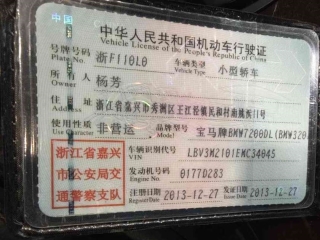 中华人民共和国机动车行驶证
Vehicle License of the People's Republic of China
号牌号码 Plate No. 浙F110L0 车辆类型 Vehicle Type 小型轿车
所有人 Owner 杨芳
住址 Address 浙江省嘉兴市秀洲区王江泾镇民和村南施浜11号
使用性质 Use Character 非营运 品牌型号 Model 宝马牌BMW7200DL(BMW320
浙江省嘉兴
市公安局交
通警察支队
车辆识别代号 VIN LBV3M2101EMC34045
发动机号码 Engine No. 0177D283
注册日期 Register Date 2013-12-27 发证日期 Issue Date 2013-12-27